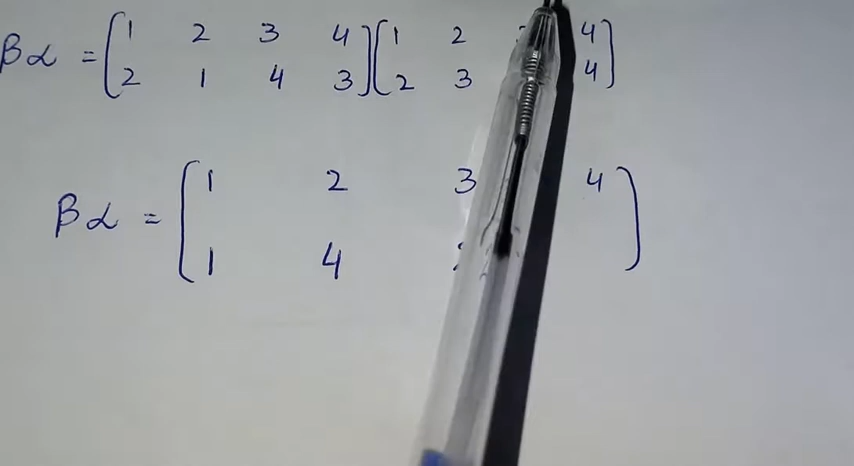 βα = [1 2 3 4][1 2 4]
[2 1 4 3][2 3 4]
βα = (1 2 3 4)
(1 4)